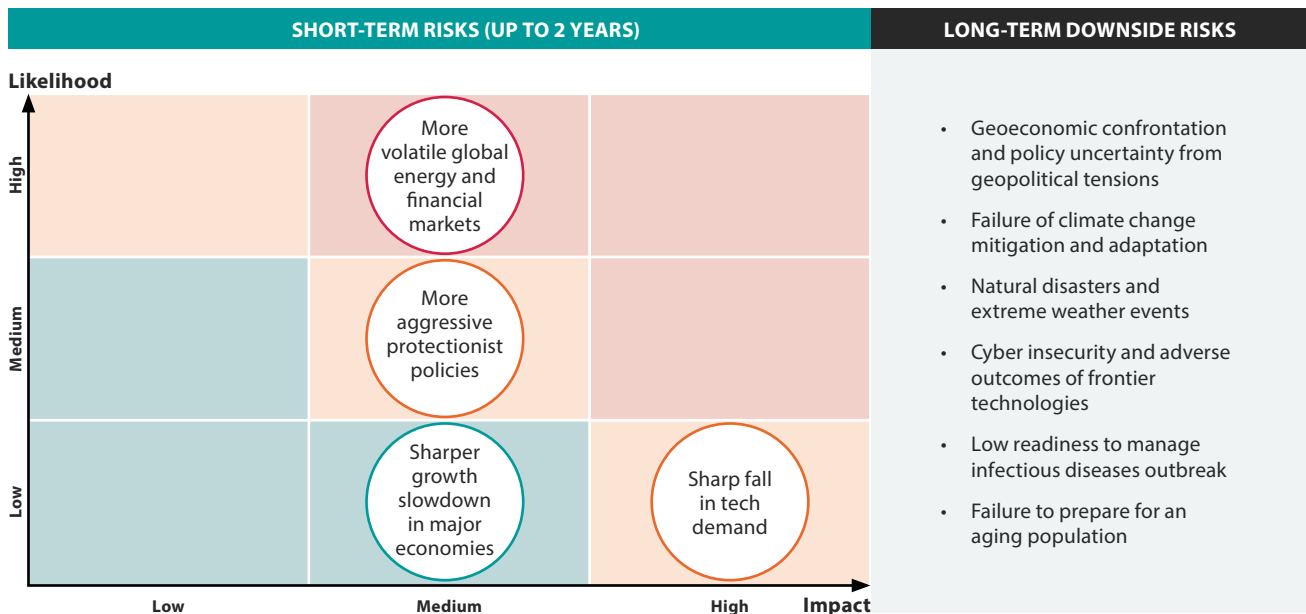 SHORT-TERM RISKS (UP TO 2 YEARS)
LONG-TERM DOWNSIDE RISKS
Likelihood
High
More
volatile global
energy and
financial
markets
Medium
More
aggressive
protectionist
policies
Low
Sharper
growth
slowdown
in major
economies
Sharp fall
in tech
demand
Low
Medium
High
Impact
• Geoeconomic confrontation
and policy uncertainty from
geopolitical tensions
• Failure of climate change
mitigation and adaptation
• Natural disasters and
extreme weather events
• Cyber insecurity and adverse
outcomes of frontier
technologies
• Low readiness to manage
infectious diseases outbreak
• Failure to prepare for an
aging population